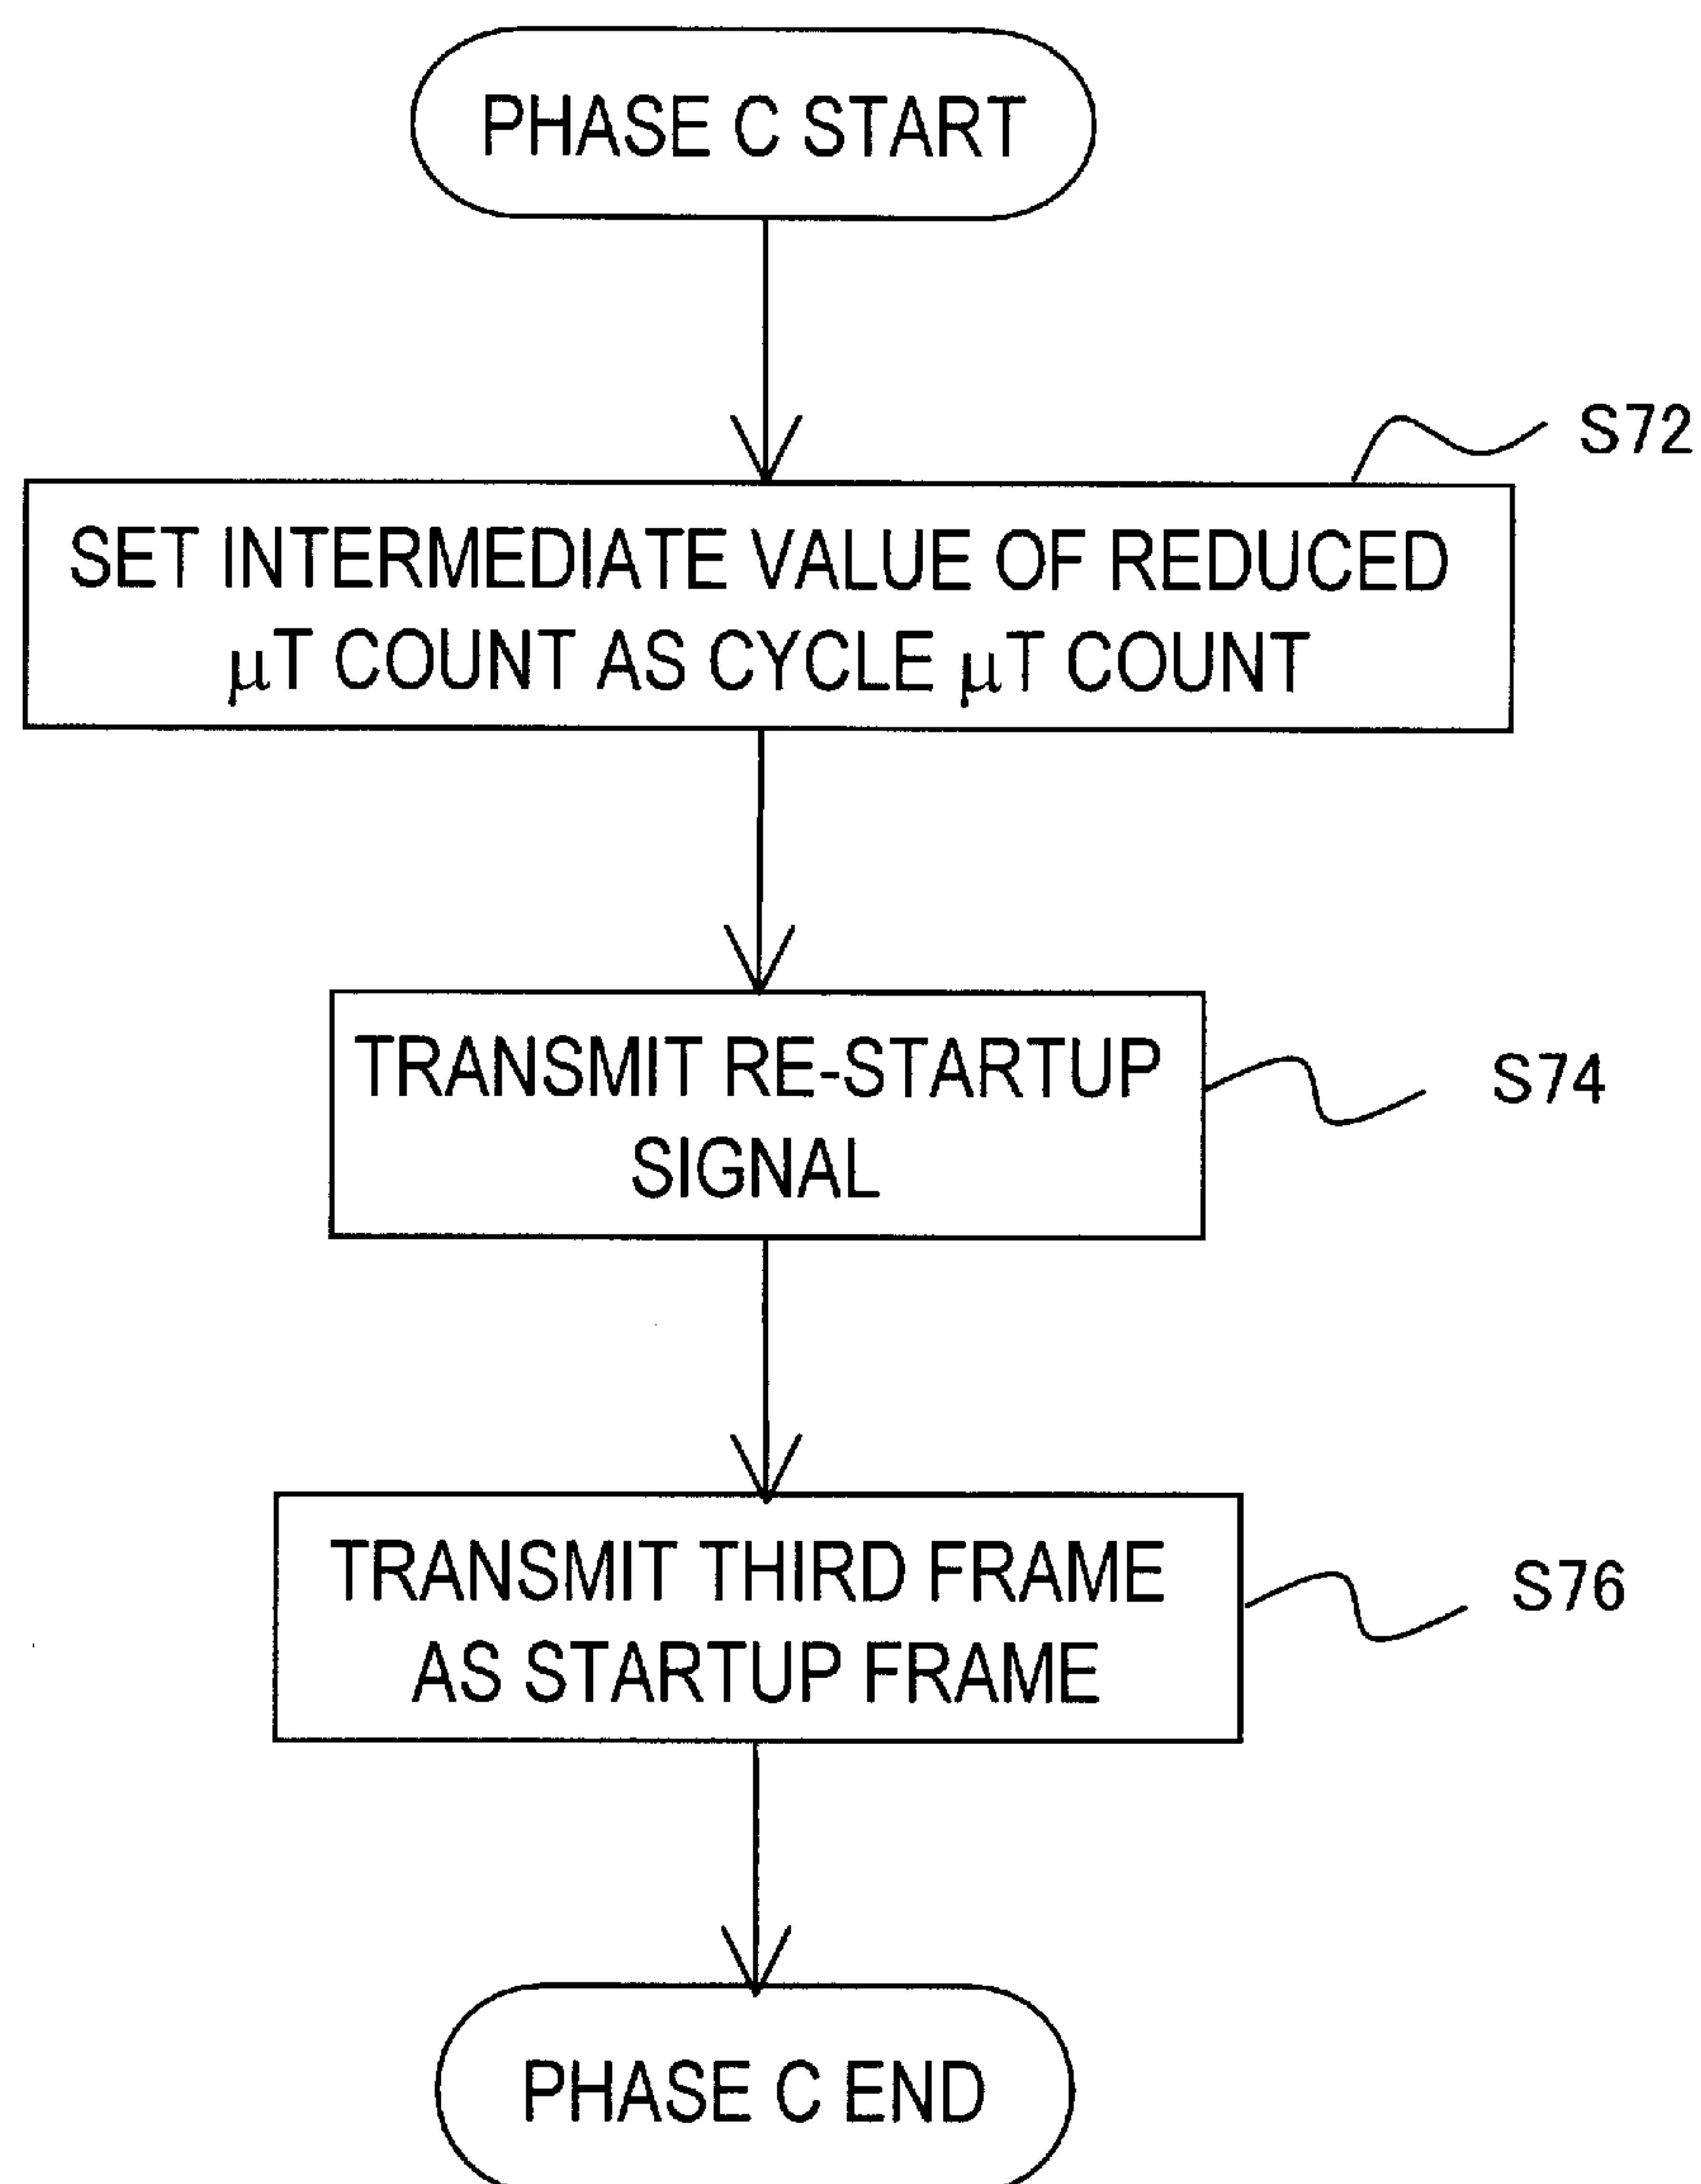 PHASE C START
S72
SET INTERMEDIATE VALUE OF REDUCED
μT COUNT AS CYCLE μT COUNT
TRANSMIT RE-STARTUP
SIGNAL
S74
TRANSMIT THIRD FRAME
AS STARTUP FRAME
S76
PHASE C END